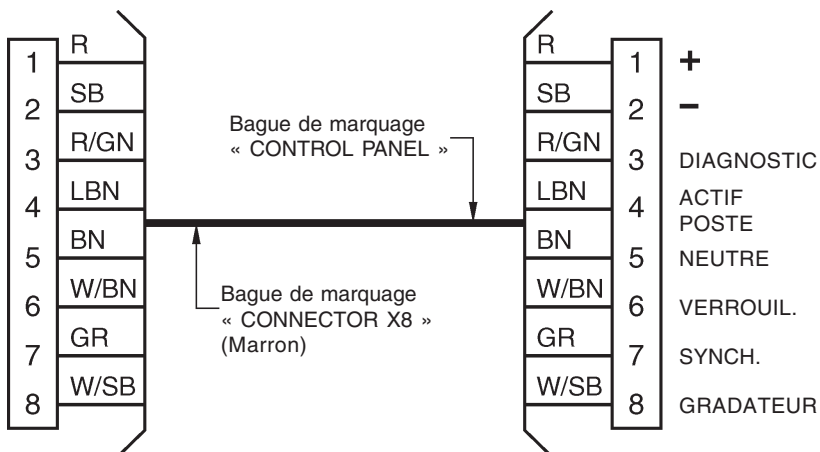 R
1
SB
2
R/GN
3
LBN
4
BN
5
W/BN
6
GR
7
W/SB
8
Bague de marquage
« CONTROL PANEL »
Bague de marquage
« CONNECTOR X8 »
(Marron)
R
1 +
SB
2 −
R/GN
3 DIAGNOSTIC
LBN
4 ACTIF
POSTE
BN
5 NEUTRE
W/BN
6 VERROUIL.
GR
7 SYNCH.
W/SB
8 GRADATEUR